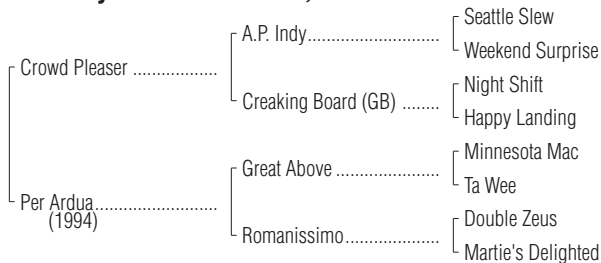 Seattle Slew
A.P. Indy..............................
Weekend Surprise
Crowd Pleaser ...................
Night Shift
Creaking Board (GB) ........
Happy Landing
Minnesota Mac
Great Above .......................
Ta Wee
Per Ardua...........................
(1994)
Double Zeus
Romanissimo.....................
Martie's Delighted